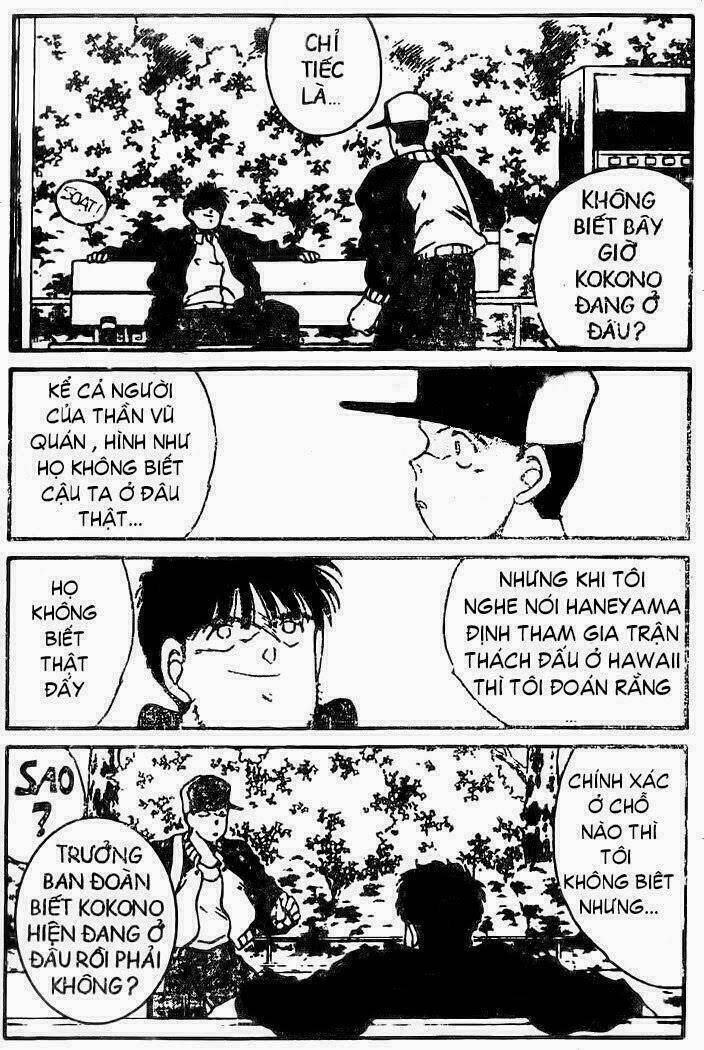 CHỈ
TIẾC
LÀ...
SOẠT!
KHÔNG
BIẾT BÂY
GIỜ
KOKONO
ĐANG Ở
ĐÂU?
KỂ CẢ NGƯỜI
CỦA THẦN VŨ
QUÁN, HÌNH NHƯ
HỌ KHÔNG BIẾT
CẬU TA Ở ĐÂU
THẬT...
NHƯNG KHI TÔI
NGHE NÓI HANEYAMA
ĐỊNH THAM GIA TRẬN
THÁCH ĐẤU Ở HAWAII
THÌ TÔI ĐOÁN RẰNG
...
HỌ
KHÔNG
BIẾT
THẬT
ĐẤY
CHÍNH XÁC
Ở CHỖ
NÀO THÌ
TÔI
KHÔNG BIẾT
NHƯNG...
SAO
?
TRƯỞNG
BAN ĐOÀN
BIẾT KOKONO
HIỆN ĐANG Ở
ĐÂU RỒI PHẢI
KHÔNG?